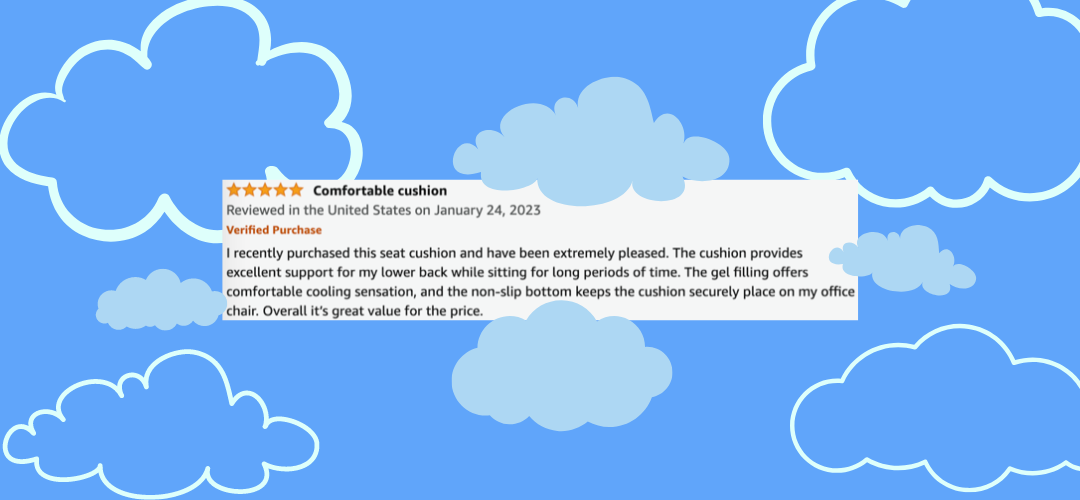 Comfortable cushion
Reviewed in the United States on January 24, 2023
Verified Purchase
I recently purchased this seat cushion and have been extremely pleased. The cushion provides
excellent support for my lower back while sitting for long periods of time. The gel filling offers
comfortable cooling sensation, and the non-slip bottom keeps the cushion securely place on my office
chair. Overall it's great value for the price.